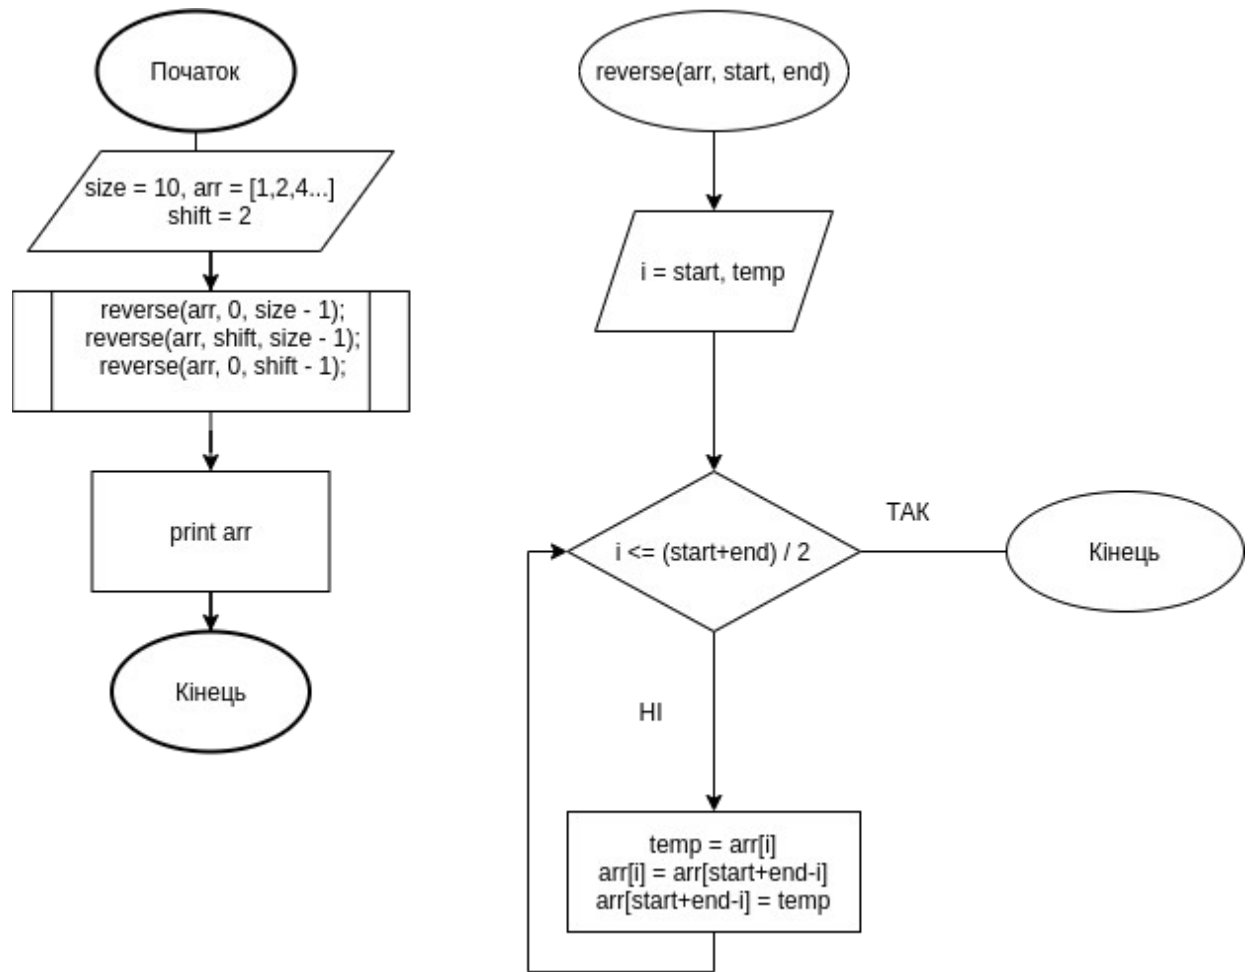 Початок
size = 10, arr = [1,2,4...]
shift = 2
reverse(arr, 0, size - 1);
reverse(arr, shift, size - 1);
reverse(arr, 0, shift - 1);
print arr
Кінець
reverse(arr, start, end)
i = start, temp
i <= (start+end) / 2
ТАК
Кінець
НІ
temp = arr[i]
arr[i] = arr[start+end-i]
arr[start+end-i] = temp